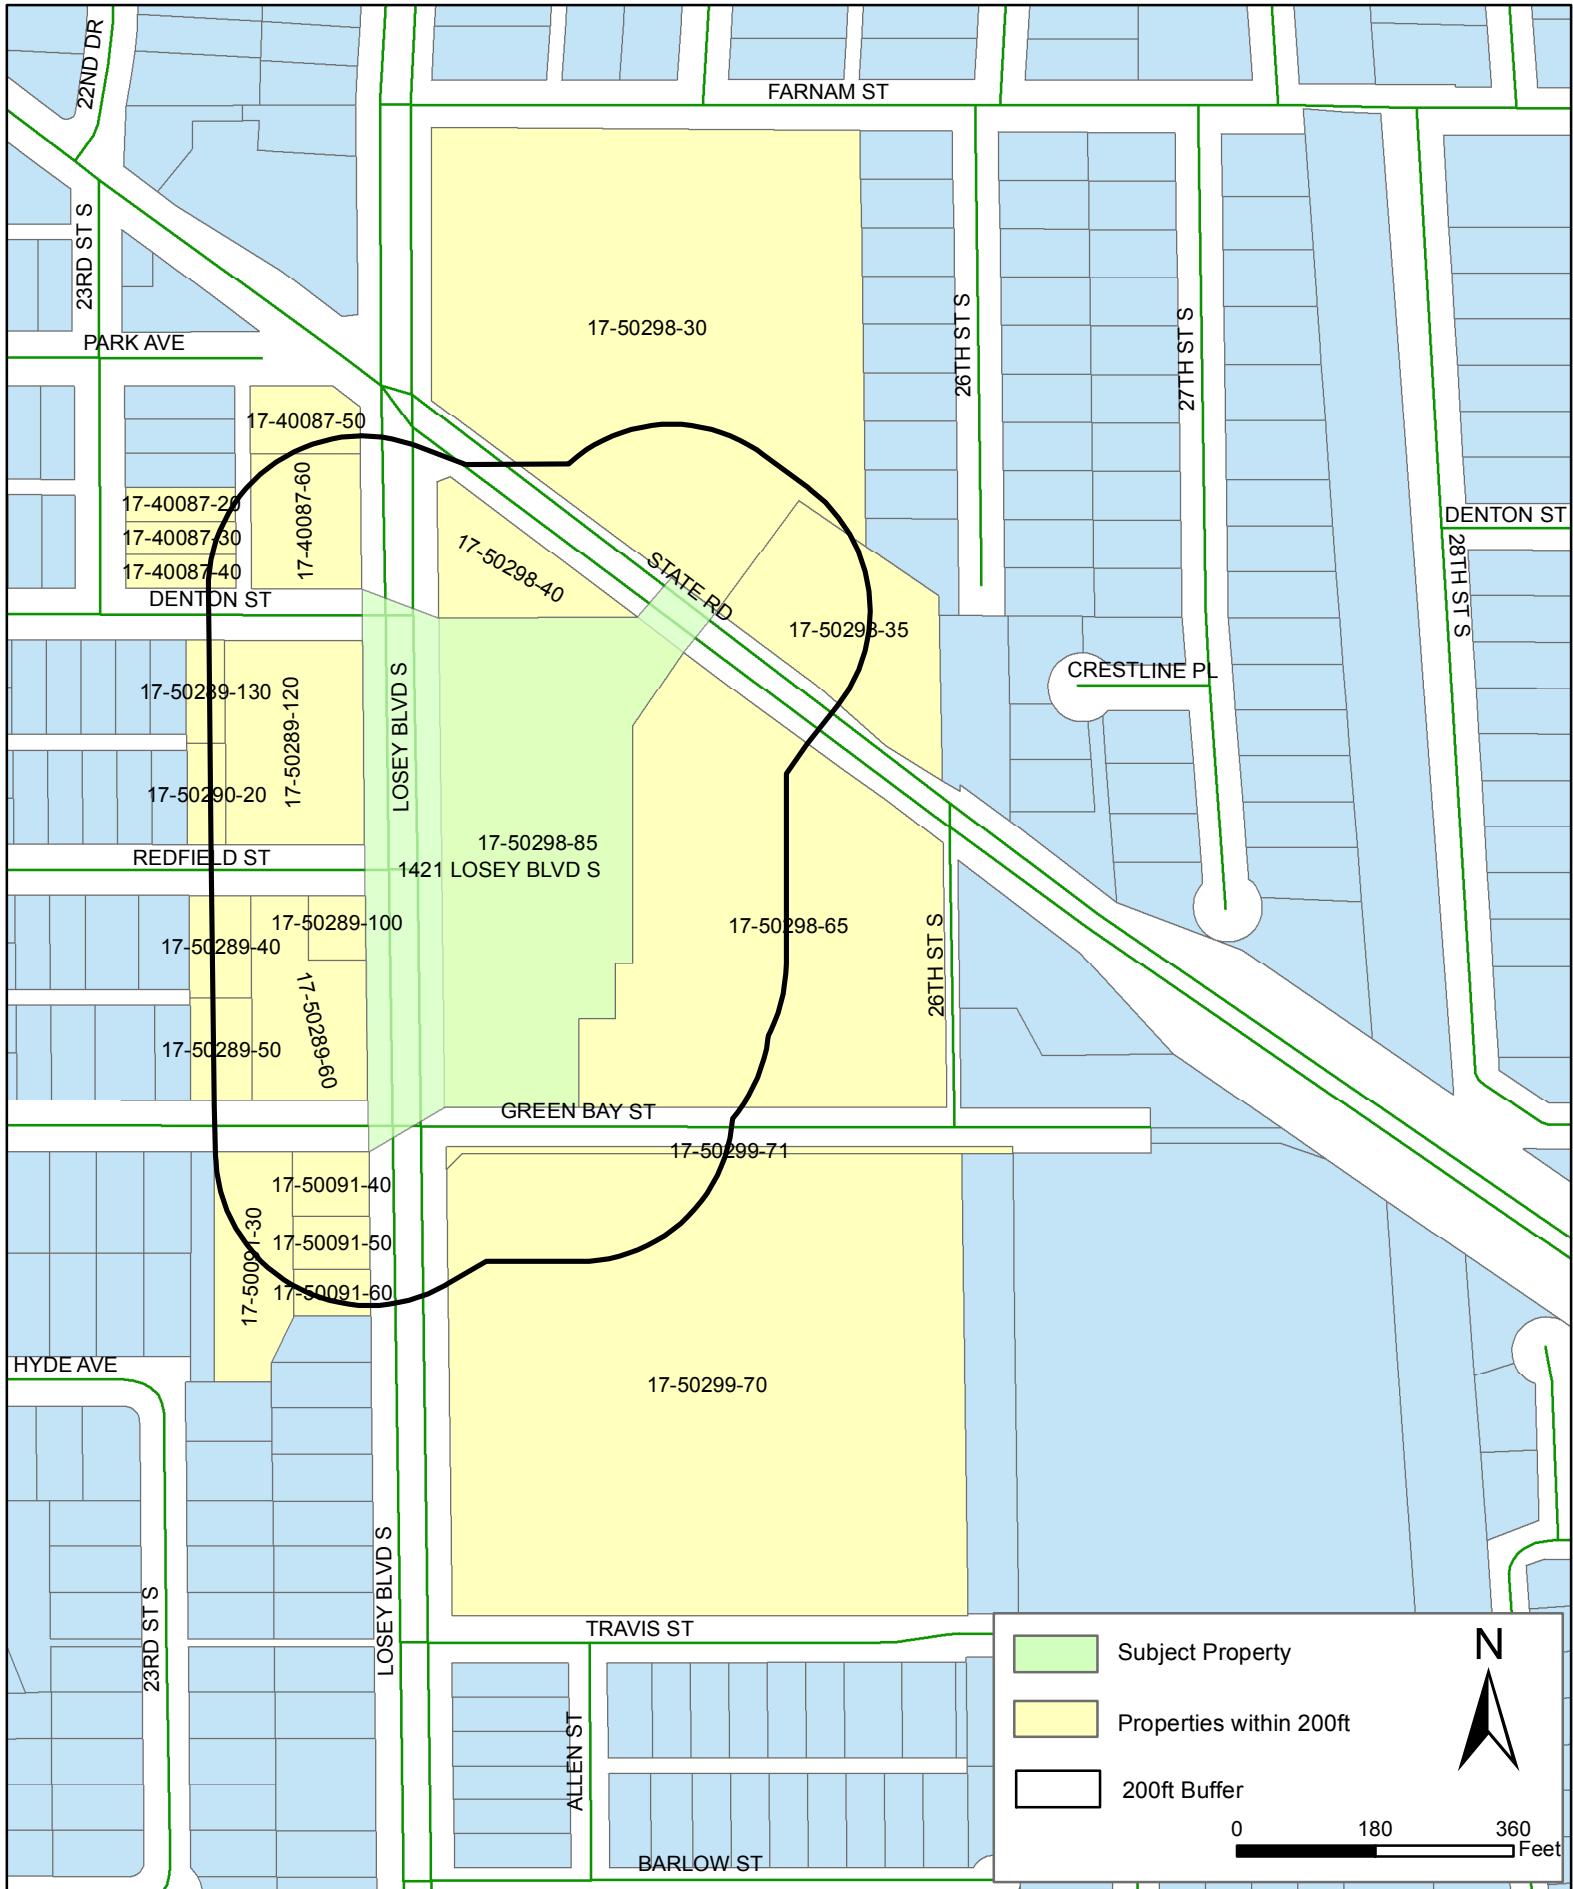 22ND DR
FARNAM ST
23RD ST S
17-50298-30
26TH ST S
27TH ST S
PARK AVE
17-40087-50
17-40087-60
17-40087-20
17-40087-30
17-40087-40
17-50298-40
STATE RD
DENTON ST
28TH ST S
DENTON ST
17-50298-35
CRESTLINE PL
17-50289-130
17-50289-120
LOSEY BLVD S
17-50290-20
17-50298-85
1421 LOSEY BLVD S
REDFIELD ST
17-50289-100
17-50289-40
17-50298-65
26TH ST S
17-50289-60
17-50289-50
GREEN BAY ST
17-50299-71
17-50091-40
17-50091-30
17-50091-50
17-50091-60
HYDE AVE
17-50299-70
LOSEY BLVD S
23RD ST S
TRAVIS ST
ALLEN ST
BARLOW ST
Subject Property
Properties within 200ft
200ft Buffer
N
0 180 360
Feet